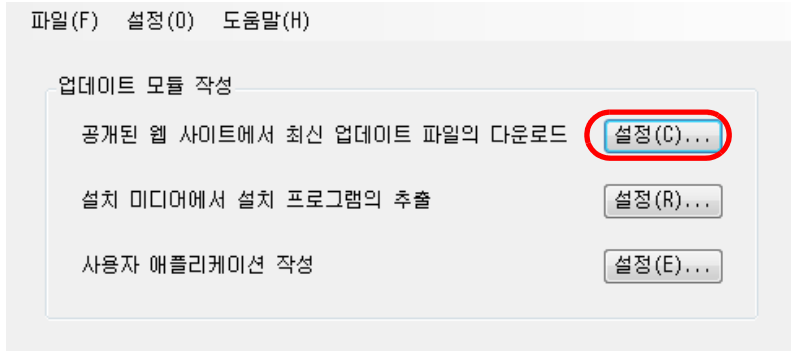 파일(F) 설정(O) 도움말(H)
업데이트 모듈 작성
공개된 웹 사이트에서 최신 업데이트 파일의 다운로드 설정(C)...
설치 미디어에서 설치 프로그램의 추출 설정(R)...
사용자 애플리케이션 작성 설정(E)...